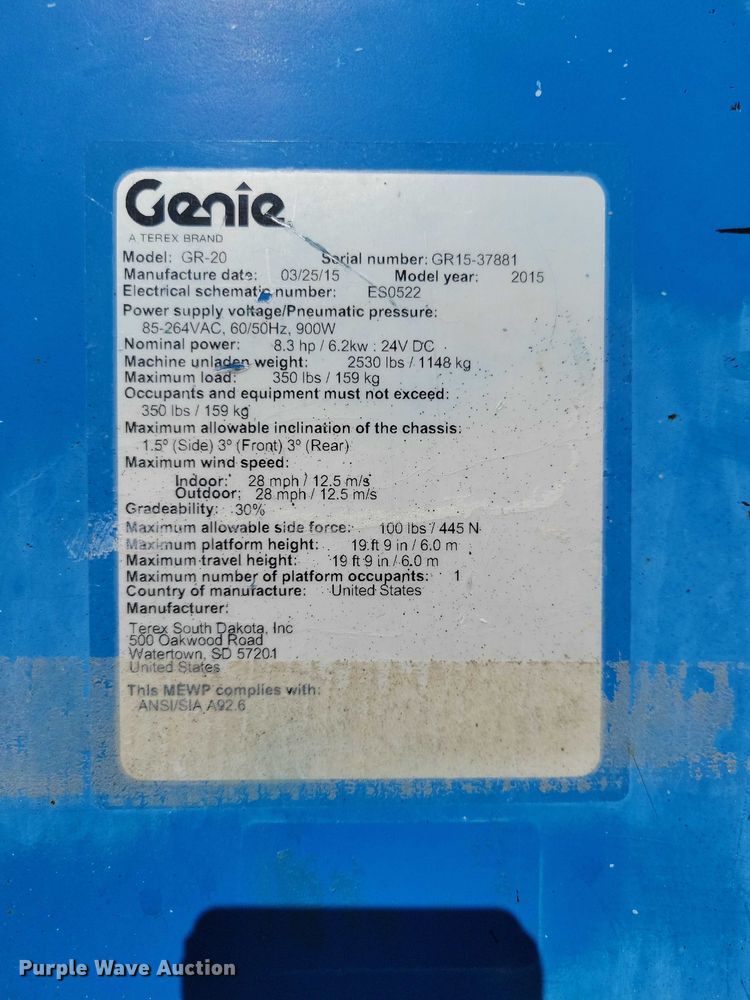 Genie
A TEREX BRAND
Model: GR-20 Serial number: GR15-37881
Manufacture date: 03/25/15 Model year: 2015
Electrical schematic number: ES0522
Power supply voltage/Pneumatic pressure:
85-264VAC, 60/50Hz, 900W
Nominal power: 8.3 hp / 6.2kw : 24V DC
Machine unladen weight: 2530 lbs / 1148 kg
Maximum load: 350 lbs / 159 kg
Occupants and equipment must not exceed:
350 lbs / 159 kg
Maximum allowable inclination of the chassis:
1.5º (Side) 3º (Front) 3º (Rear)
Maximum wind speed:
Indoor: 28 mph / 12.5 m/s
Outdoor: 28 mph / 12.5 m/s
Gradeability: 30%
Maximum allowable side force: 100 lbs / 445 N
Maximum platform height: 19 ft 9 in / 6.0 m
Maximum travel height: 19 ft 9 in / 6.0 m
Maximum number of platform occupants: 1
Country of manufacture: United States
Manufacturer:
Terex South Dakota, Inc
500 Oakwood Road
Watertown, SD 57201
United States
This MEWP complies with:
ANSI/SIA A92.6
Purple Wave Auction